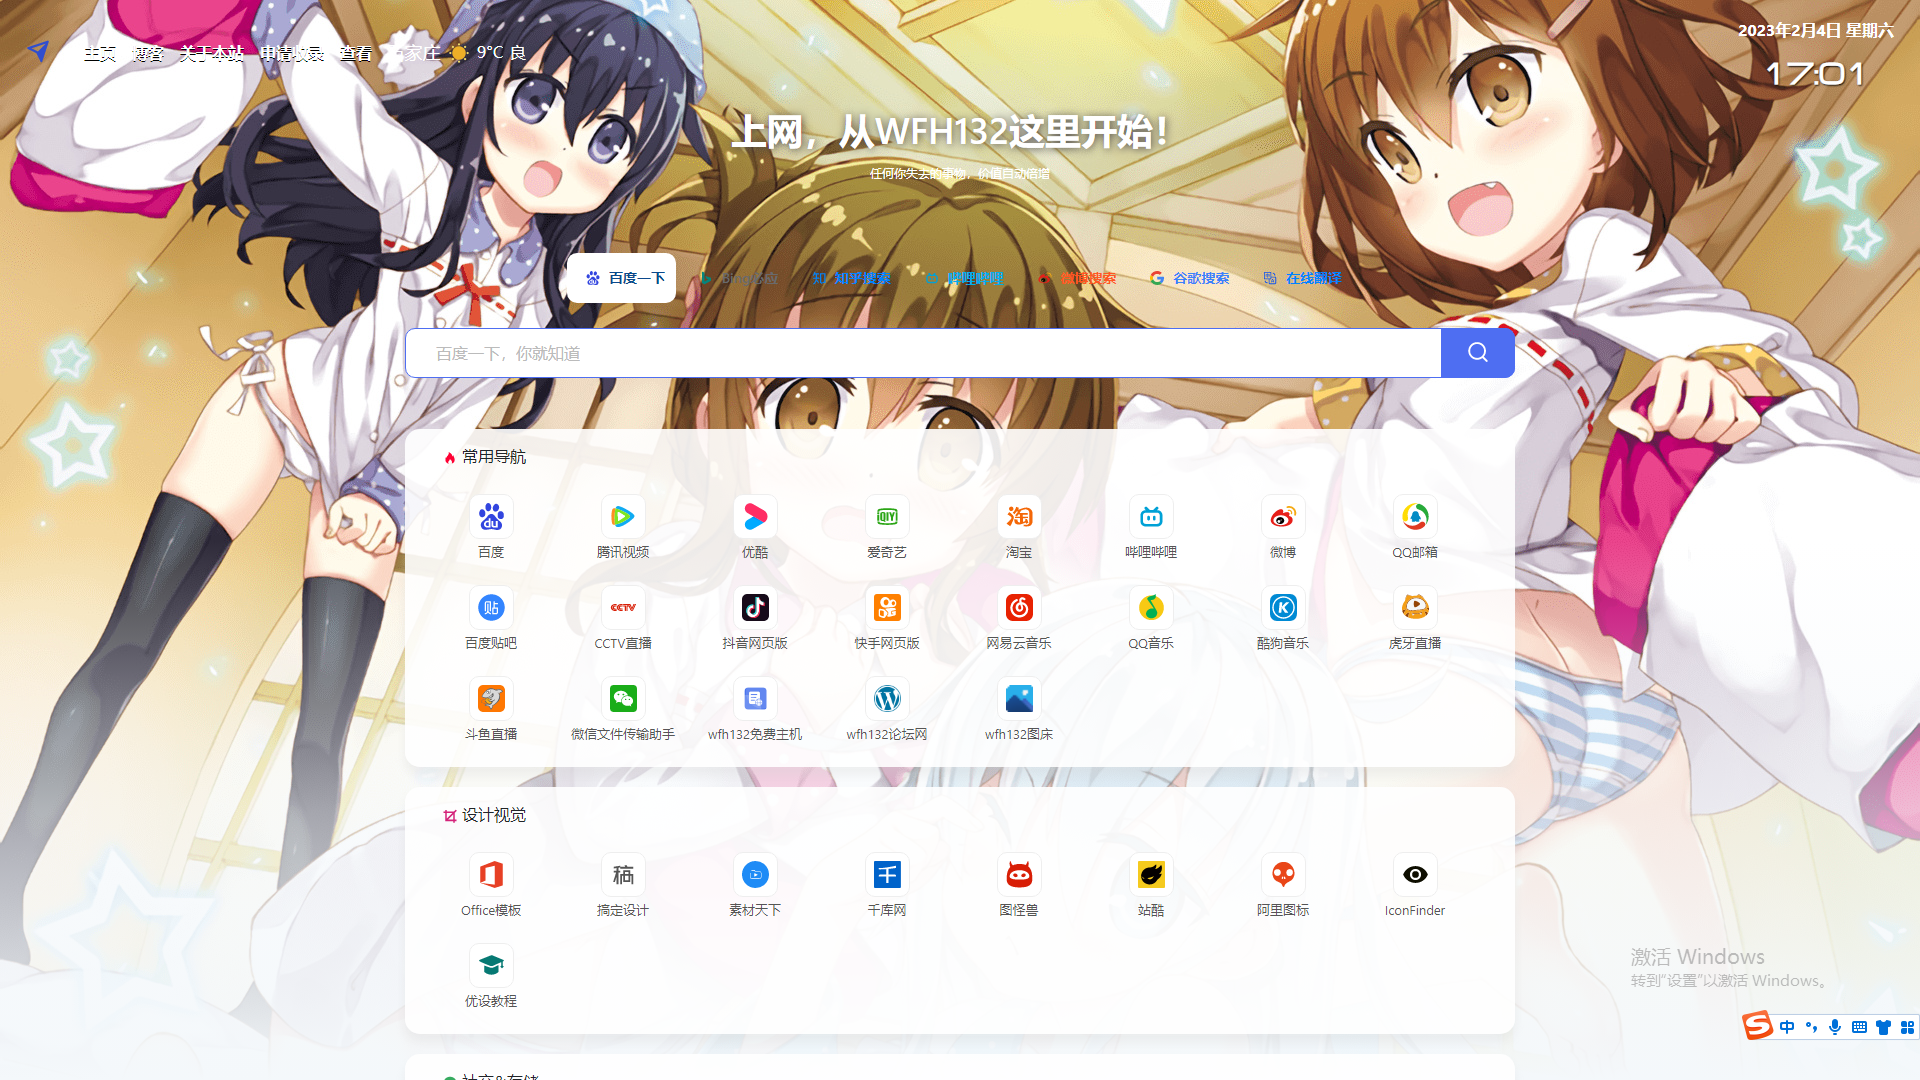 2023年2月4日 星期六
17:01
主页 博客 关于本站 申请收录 查看 家庄 9°C 良
上网，从WFH132这里开始！
任何你失去的事物，价值自动倍增
百度一下 Bing必应 知乎搜索 哔哩哔哩 微博搜索 谷歌搜索 在线翻译
百度一下，你就知道
常用导航
百度 腾讯视频 优酷 爱奇艺 淘宝 哔哩哔哩 微博 QQ邮箱
百度贴吧 CCTV直播 抖音网页版 快手网页版 网易云音乐 QQ音乐 酷狗音乐 虎牙直播
斗鱼直播 微信文件传输助手 wfh132免费主机 wfh132论坛网 wfh132图床
设计视觉
Office模板 搞定设计 素材天下 千库网 图怪兽 站酷 阿里图标 IconFinder
优设教程
激活 Windows
转到“设置”以激活 Windows。
中
社交&存储